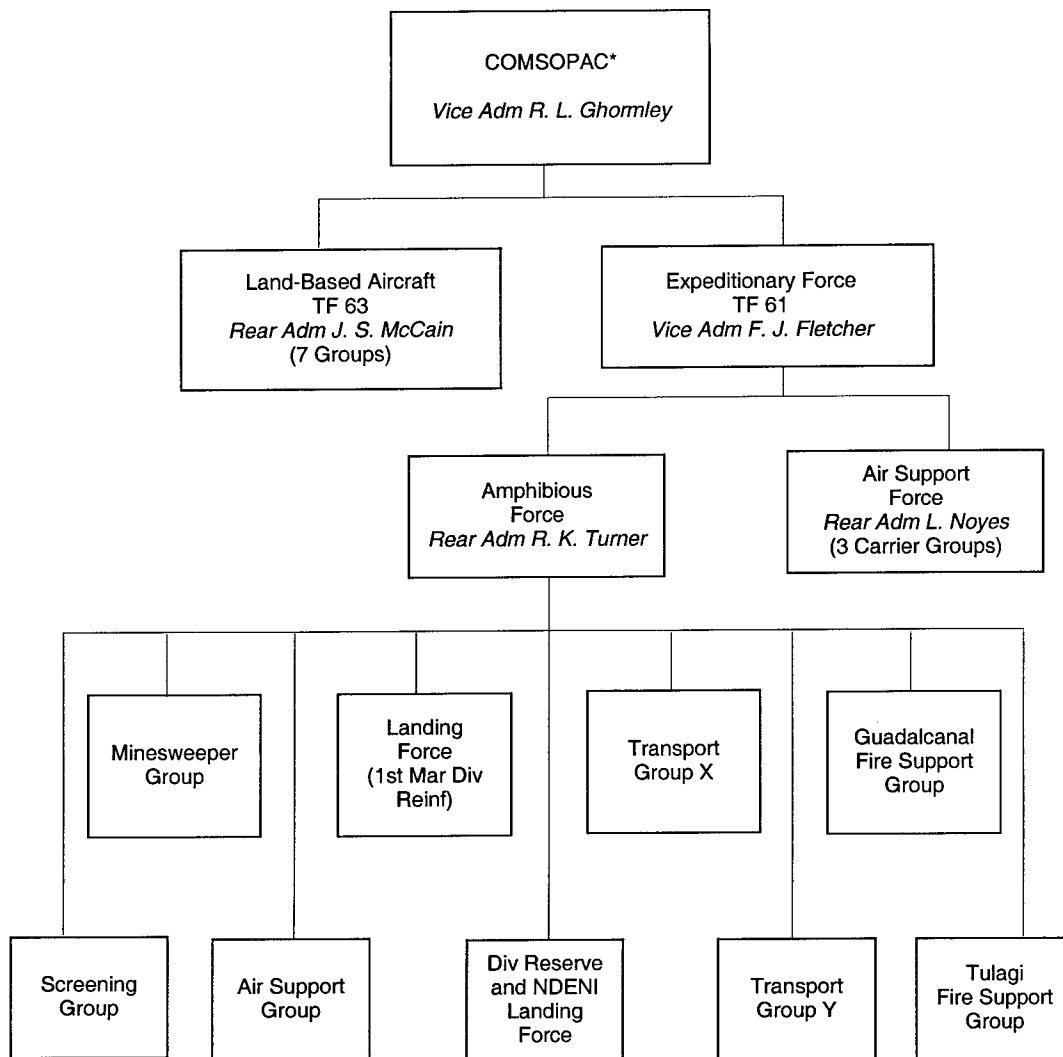 COMSOPAC*
Vice Adm R. L. Ghormley
Land-Based Aircraft
TF 63
Rear Adm J. S. McCain
(7 Groups)
Expeditionary Force
TF 61
Vice Adm F. J. Fletcher
Amphibious
Force
Rear Adm R. K. Turner
Air Support
Force
Rear Adm L. Noyes
(3 Carrier Groups)
Minesweeper
Group
Landing
Force
(1st Mar Div
Reinf)
Transport
Group X
Guadalcanal
Fire Support
Group
Screening
Group
Air Support
Group
Div Reserve
and NDENI
Landing
Force
Transport
Group Y
Tulagi
Fire Support
Group